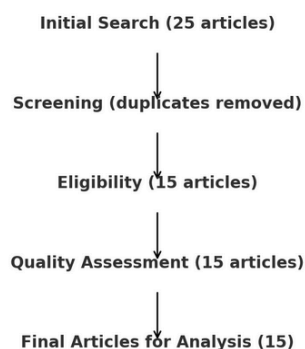 Initial Search (25 articles)
Screening (duplicates removed)
Eligibility (15 articles)
Quality Assessment (15 articles)
Final Articles for Analysis (15)